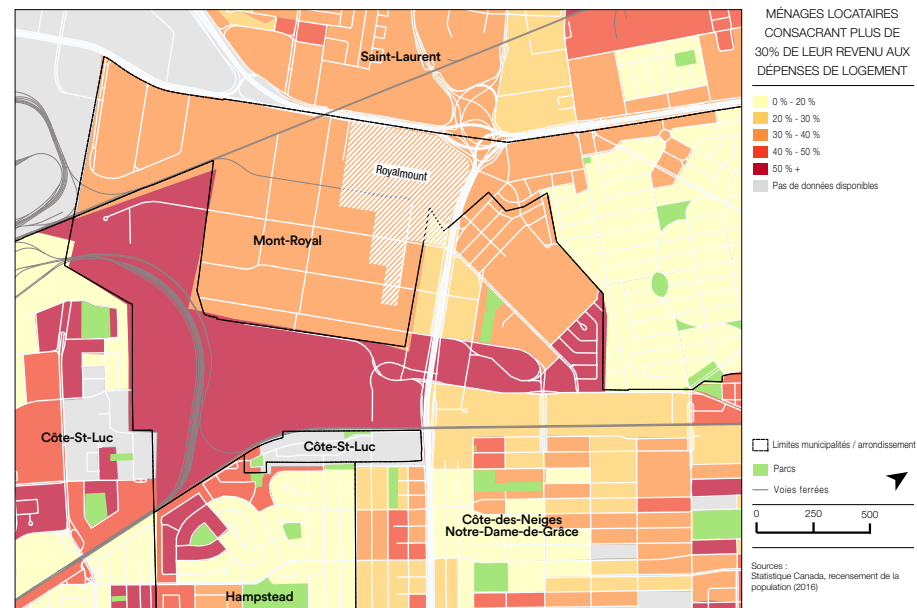 MÉNAGES LOCATAIRES
CONSACRANT PLUS DE
30% DE LEUR REVENU AUX
DÉPENSES DE LOGEMENT
0 % - 20 %
20 % - 30 %
30 % - 40 %
40 % - 50 %
50 % +
Pas de données disponibles
Saint-Laurent
Royalmount
Mont-Royal
Côte-St-Luc
Côte-St-Luc
Côte-des-Neiges
Notre-Dame-de-Grâce
Hampstead
Limites municipalités / arrondissement
Parcs
Voies ferrées
0 250 500
Sources :
Statistique Canada, recensement de la
population (2016)